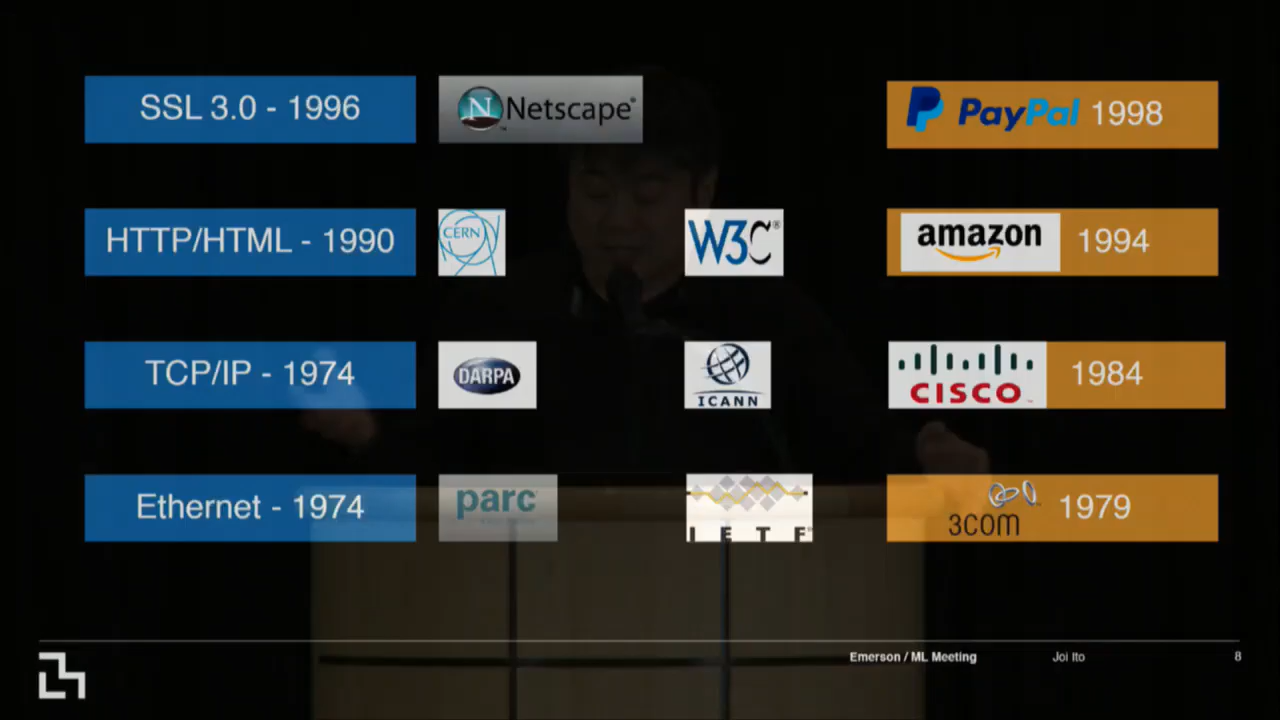 SSL 3.0 - 1996
Netscape®
PayPal 1998
HTTP/HTML - 1990
CERN
W3C®
amazon 1994
TCP/IP - 1974
DARPA
ICANN
CISCO 1984
Ethernet - 1974
parc
IETF®
3COM 1979
Emerson / ML Meeting
Joi Ito
8